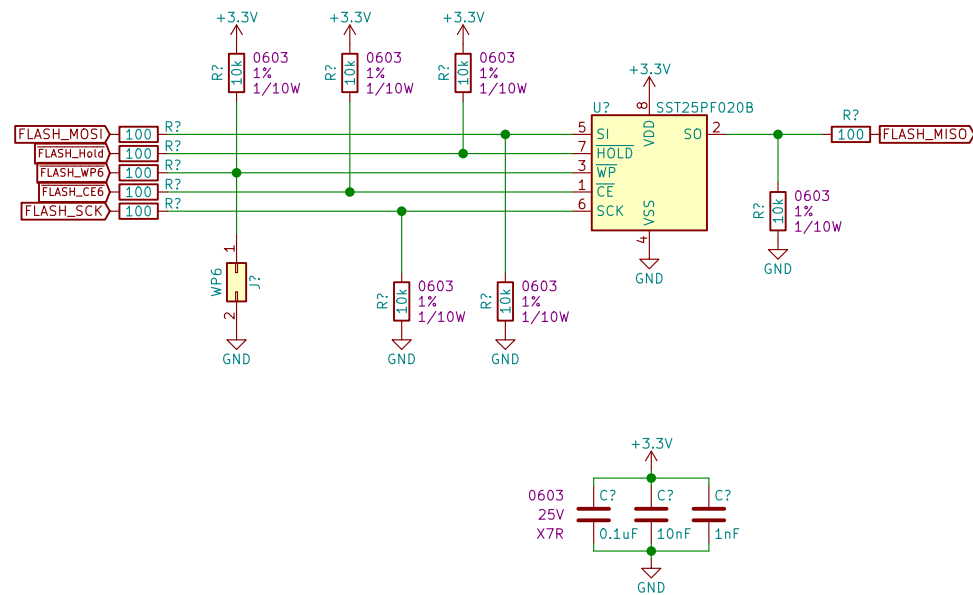 +3.3V
+3.3V
+3.3V
R?
10k
0603
1%
1/10W
R?
10k
0603
1%
1/10W
R?
10k
0603
1%
1/10W
+3.3V
U?
8
SST25PF020B
VDD
FLASH_MOSI
100
R?
5
SI
SO
2
R?
100
FLASH_MISO
FLASH_Hold
100
R?
7
HOLD
FLASH_WP6
100
R?
3
WP
FLASH_CE6
100
R?
1
CE
FLASH_SCK
100
R?
6
SCK
VSS
4
GND
R?
10k
0603
1%
1/10W
GND
WP6
1
2
J?
GND
R?
10k
0603
1%
1/10W
GND
R?
10k
0603
1%
1/10W
GND
+3.3V
0603
25V
X7R
C?
0.1uF
C?
10nF
C?
1nF
GND